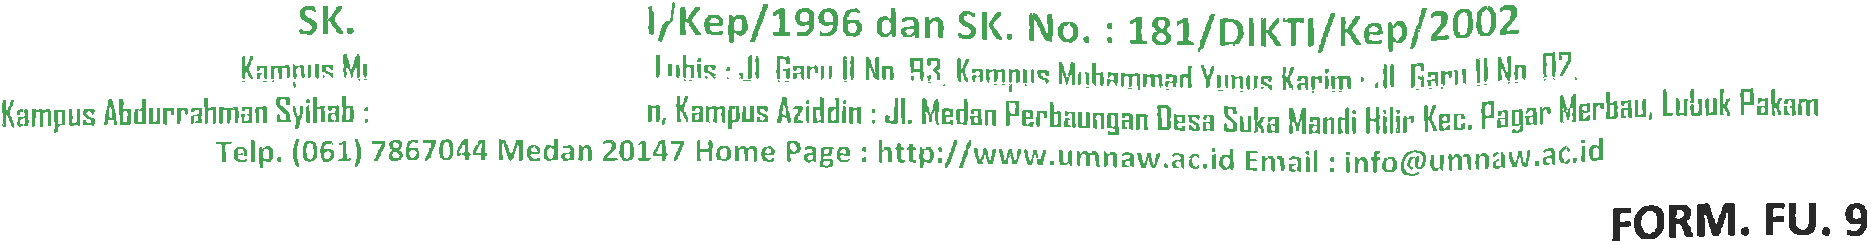 SK. I/Kep/1996 dan SK. No. : 181/DIKTI/Kep/2002
Kampus Lubis : Jl. Garu II No. 93, Kampus Muhammad Yunus Karim : Jl. Garu II No. 02,
Kampus Abdurrahman Syihab : n, Kampus Aziddin : Jl. Medan Perbaungan Desa Suka Mandi Hilir Kec. Pagar Merbau, Lubuk Pakam
Telp. (061) 7867044 Medan 20147 Home Page : http://www.umnaw.ac.id Email : info@umnaw.ac.id
FORM. FU. 9